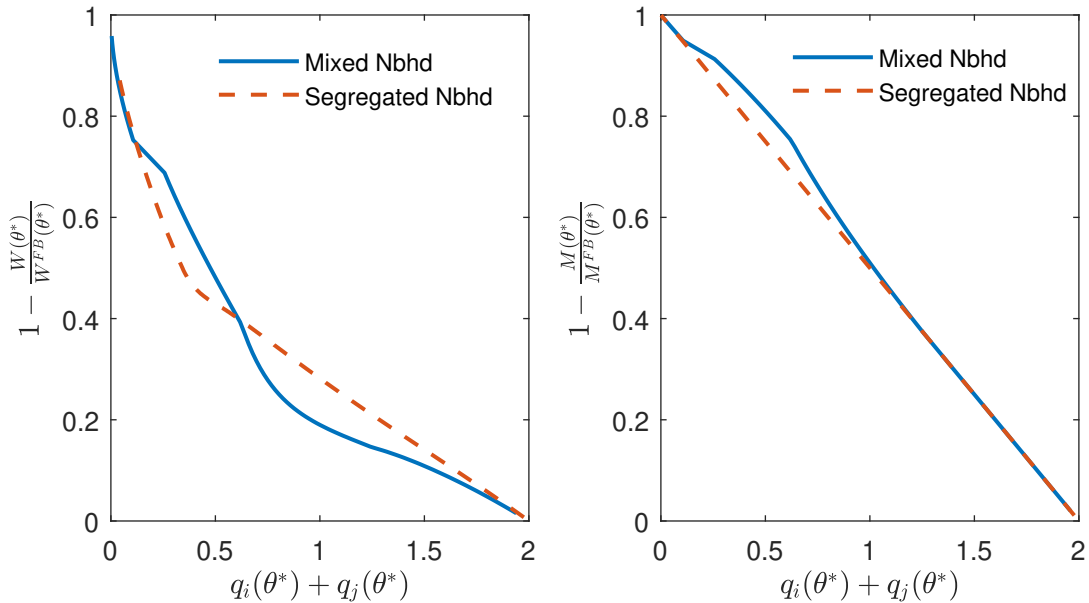 1
0.8
0.6
0.4
0.2
0
0
0.5
1
1.5
2
Mixed Nbhd
Segregated Nbhd
1 − W(θ*)/W^{FB}(θ*)
q_i(θ*) + q_j(θ*)
1
0.8
0.6
0.4
0.2
0
0
0.5
1
1.5
2
Mixed Nbhd
Segregated Nbhd
1 − M(θ*)/M^{FB}(θ*)
q_i(θ*) + q_j(θ*)